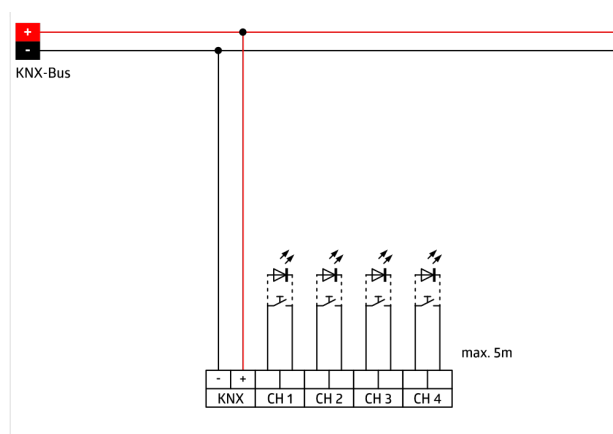 +
-
KNX-Bus
max. 5m
- +
KNX CH 1 CH 2 CH 3 CH 4